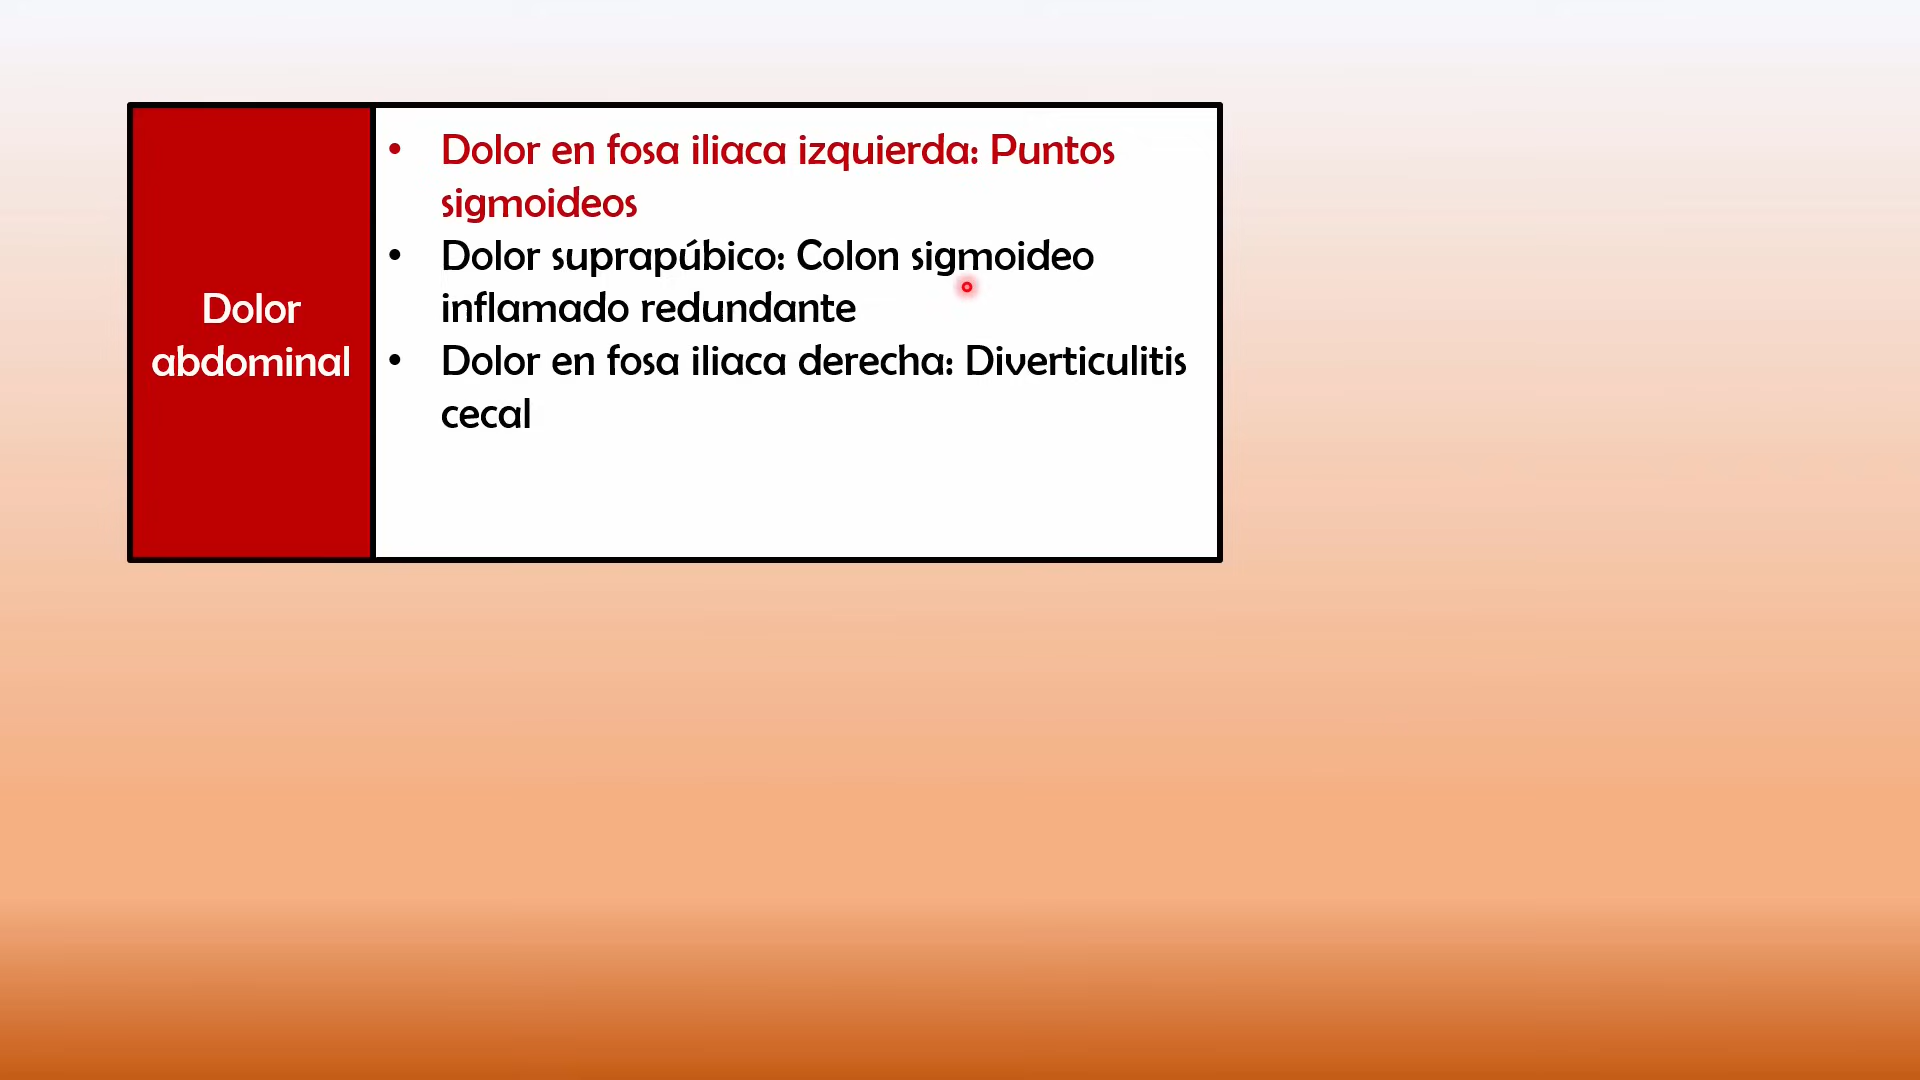 Dolor
abdominal
• Dolor en fosa iliaca izquierda: Puntos
sigmoideos
• Dolor suprapúbico: Colon sigmoideo
inflamado redundante
• Dolor en fosa iliaca derecha: Diverticulitis
cecal